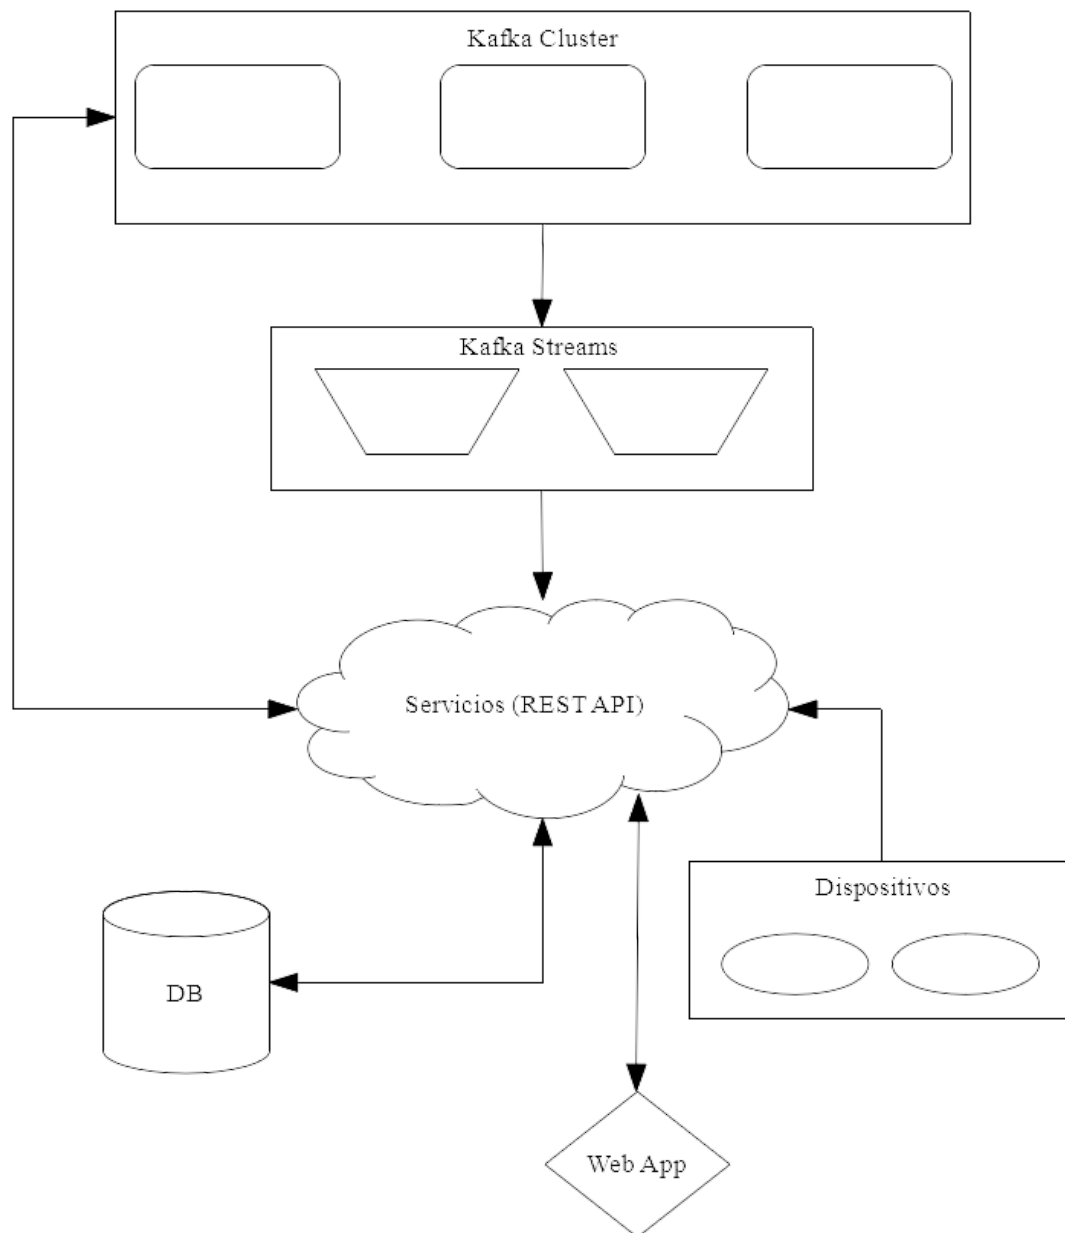 Kafka Cluster
Kafka Streams
Servicios (REST API)
Dispositivos
DB
Web App